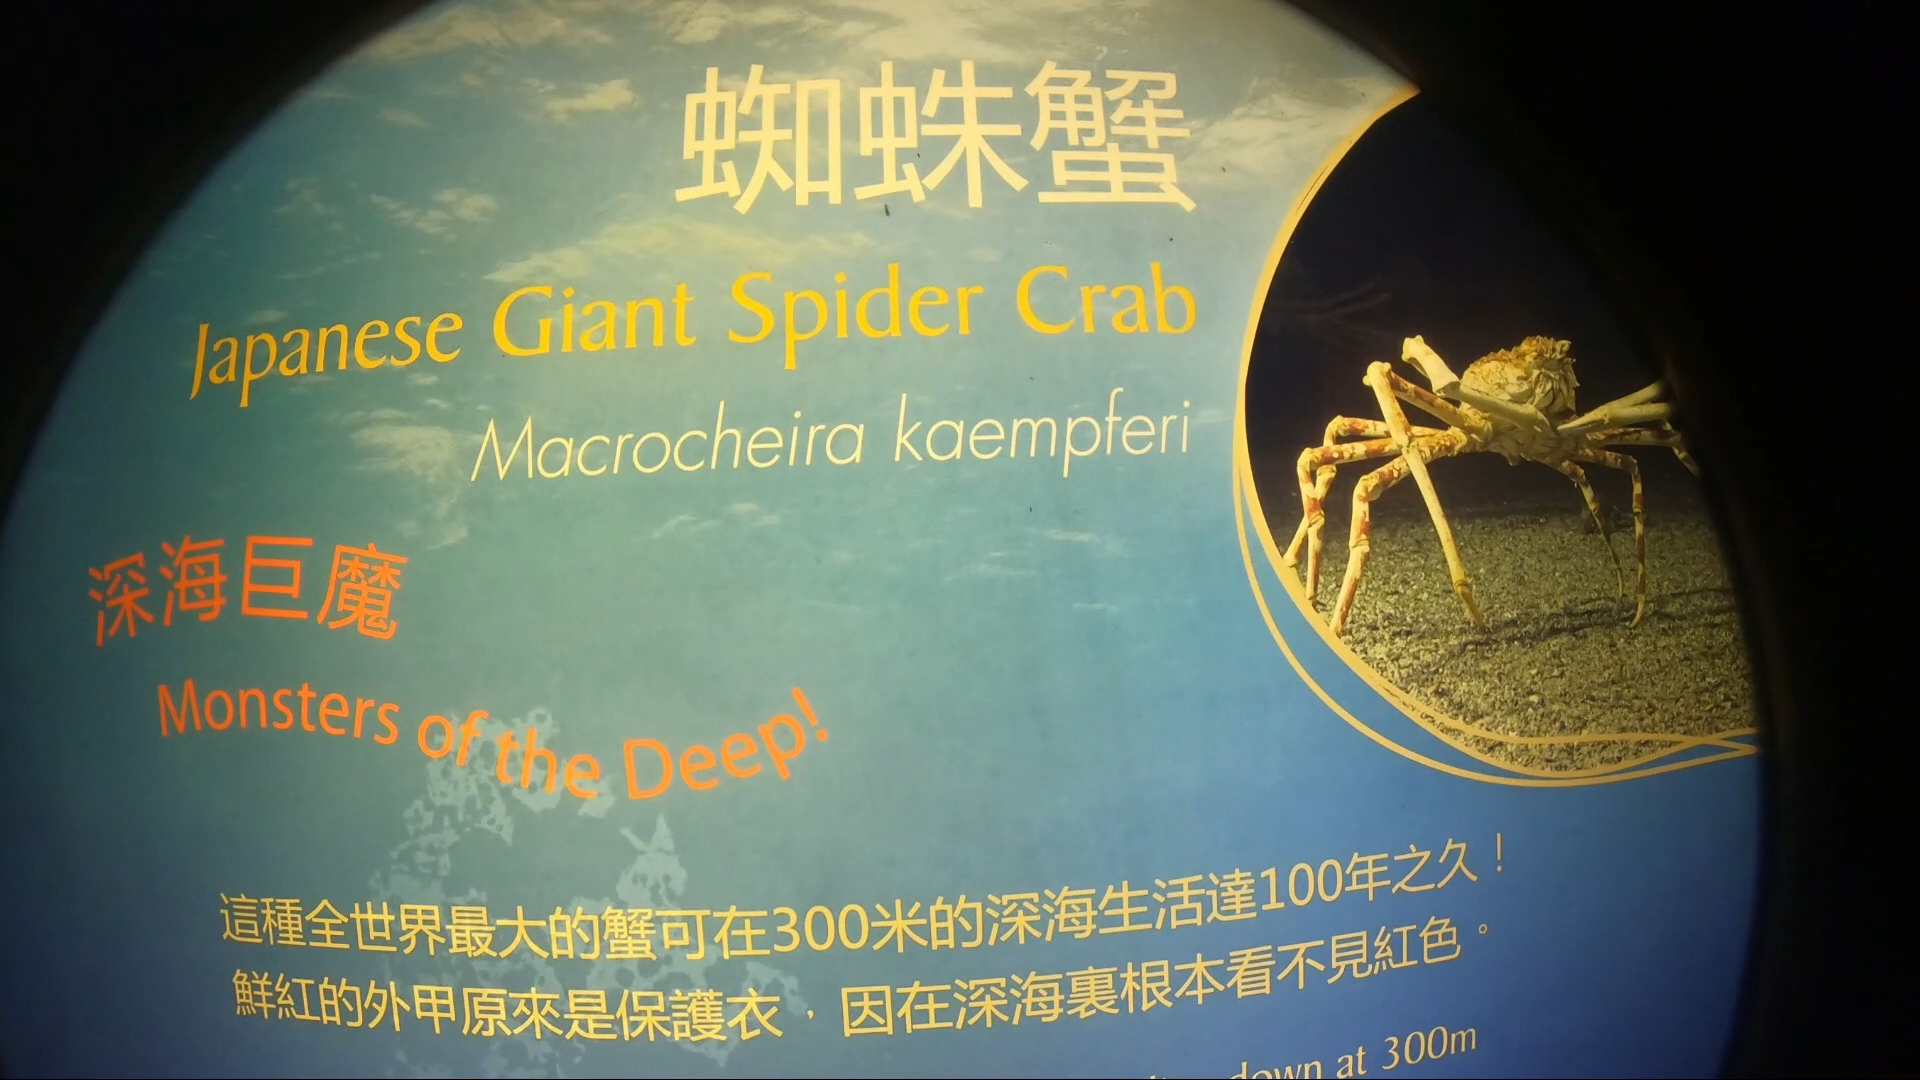 蜘蛛蟹
Japanese Giant Spider Crab
Macrocheira kaempferi
深海巨魔
Monsters of the Deep!
這種全世界最大的蟹可在300米的深海生活達100年之久！
鮮紅的外甲原來是保護衣，因在深海裏根本看不見紅色。
down at 300m